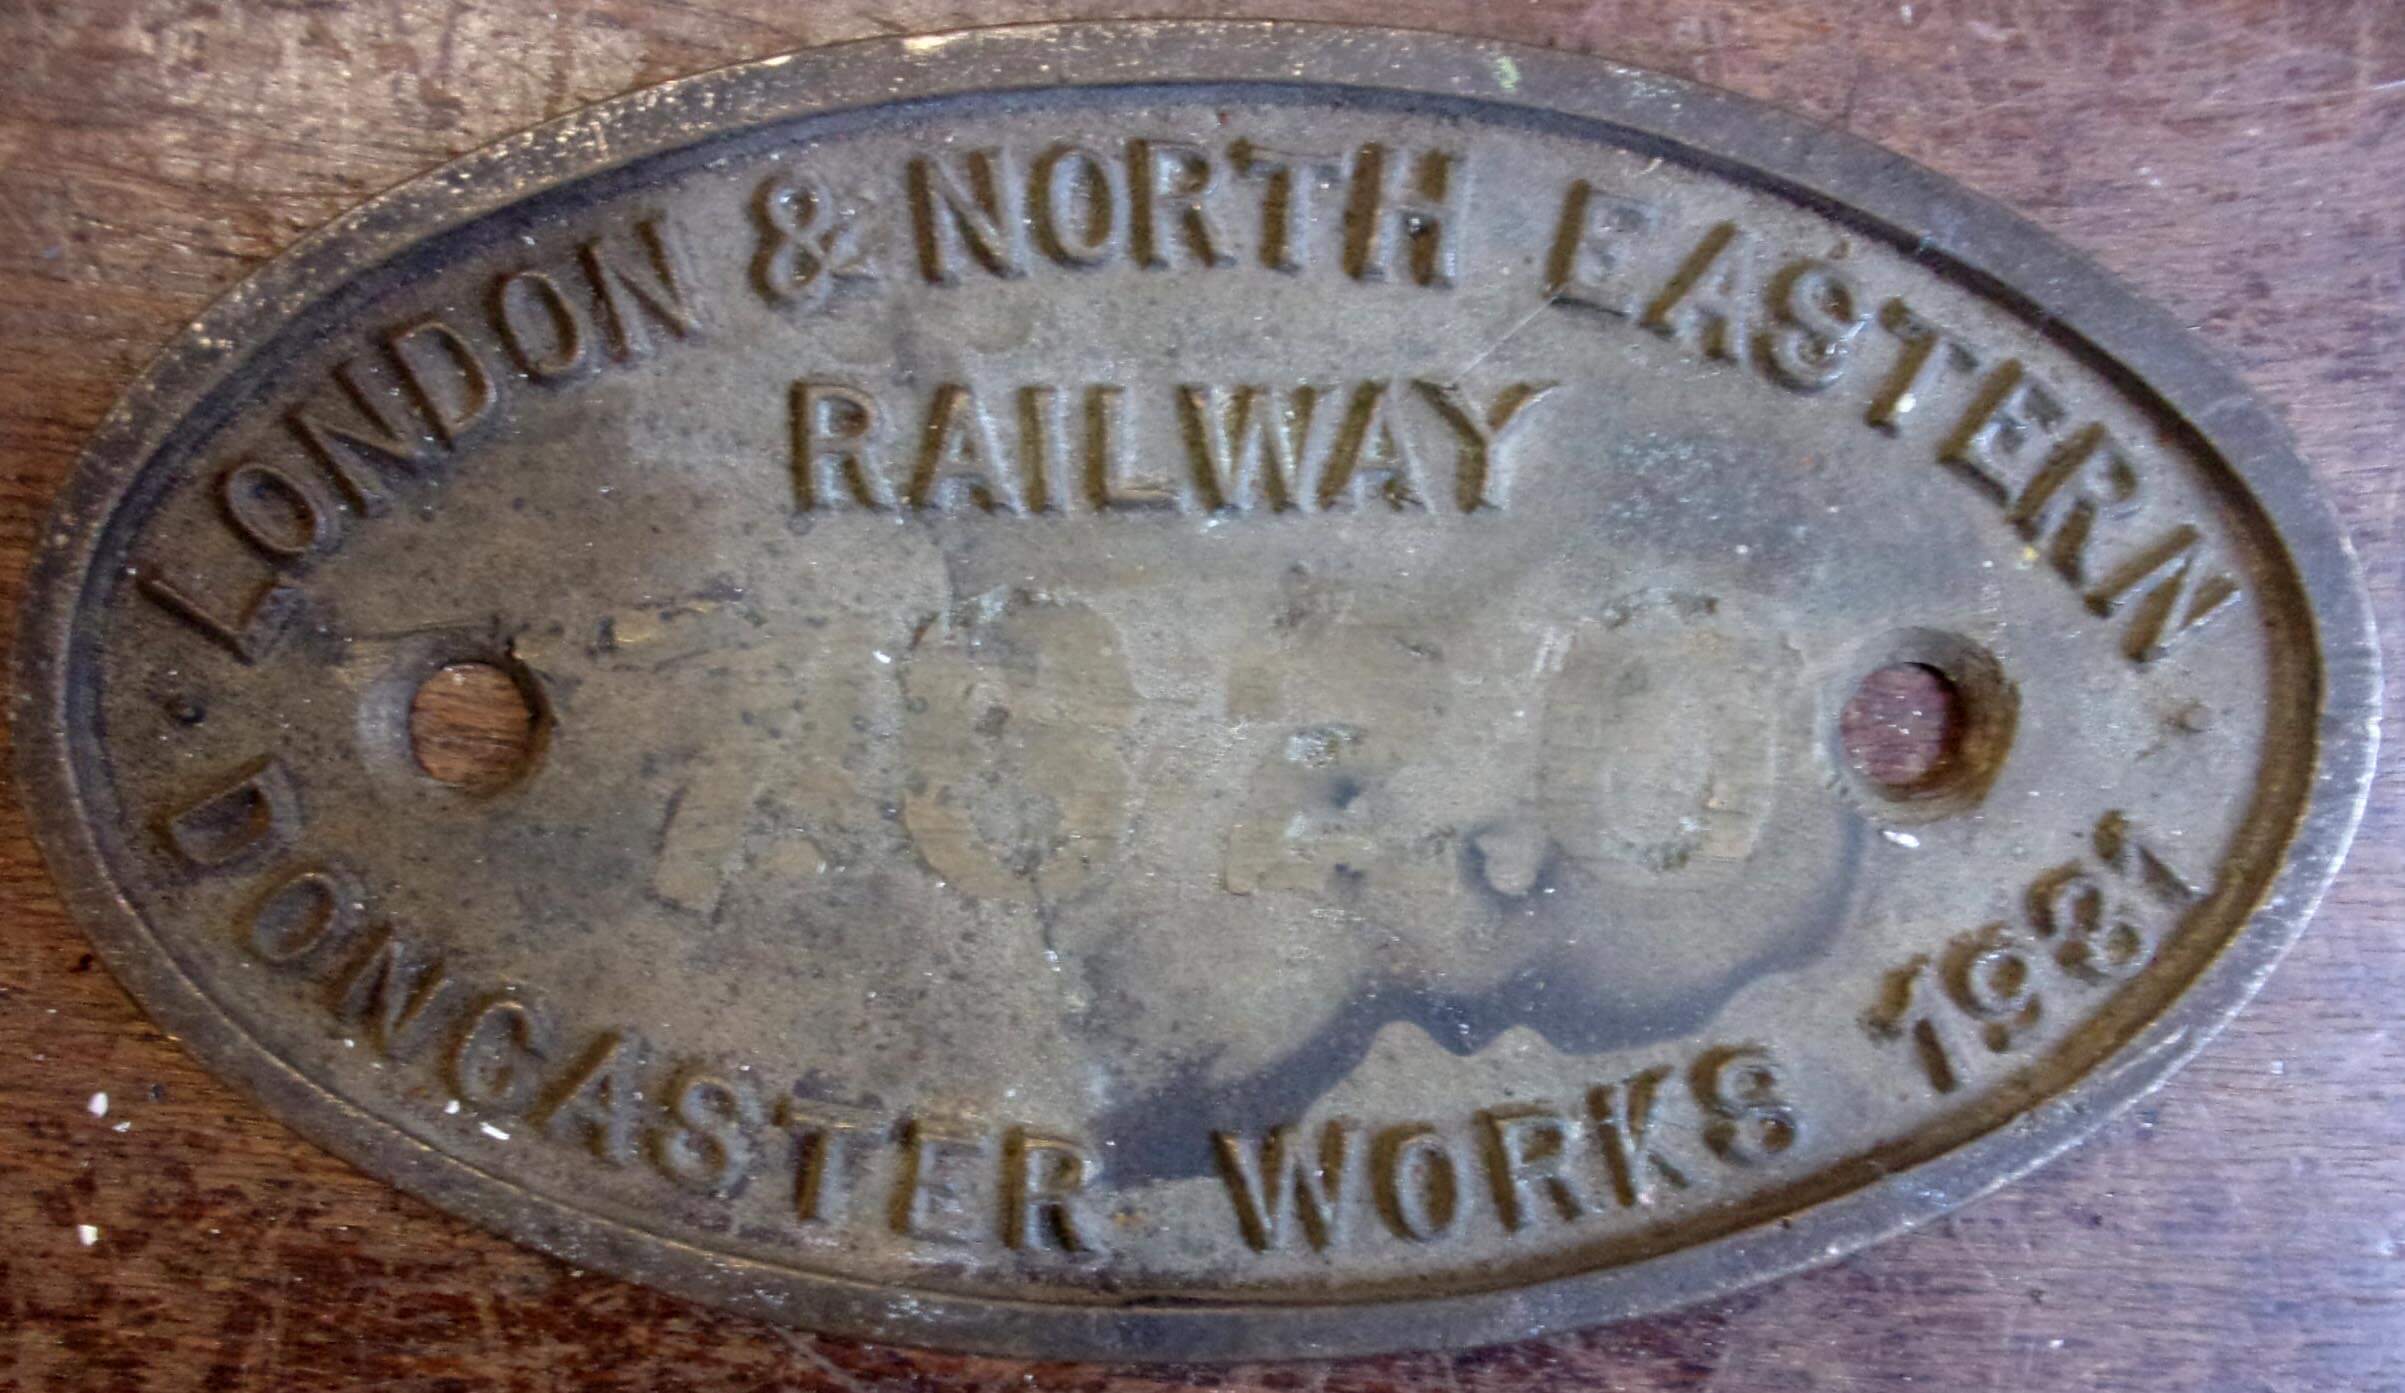 LONDON & NORTH EASTERN
RAILWAY
DONCASTER WORKS 1931